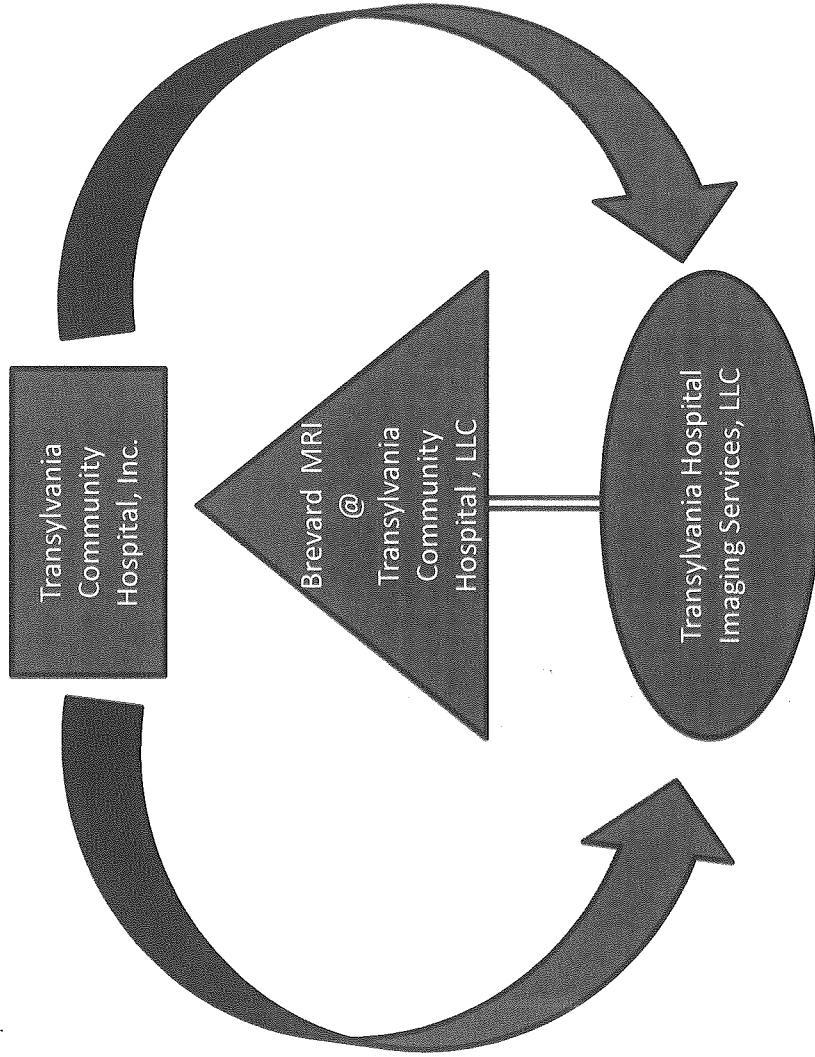 Transylvania
Community
Hospital, Inc.
Brevard MRI
@
Transylvania
Community
Hospital , LLC
Transylvania Hospital
Imaging Services, LLC